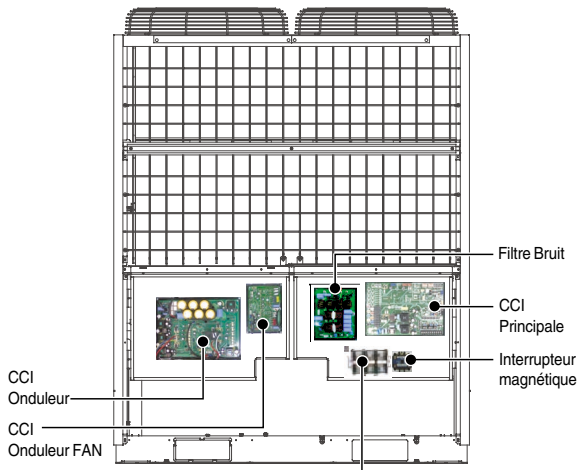 Filtre Bruit
CCI
Principale
Interrupteur
magnétique
CCI
Onduleur
CCI
Onduleur FAN